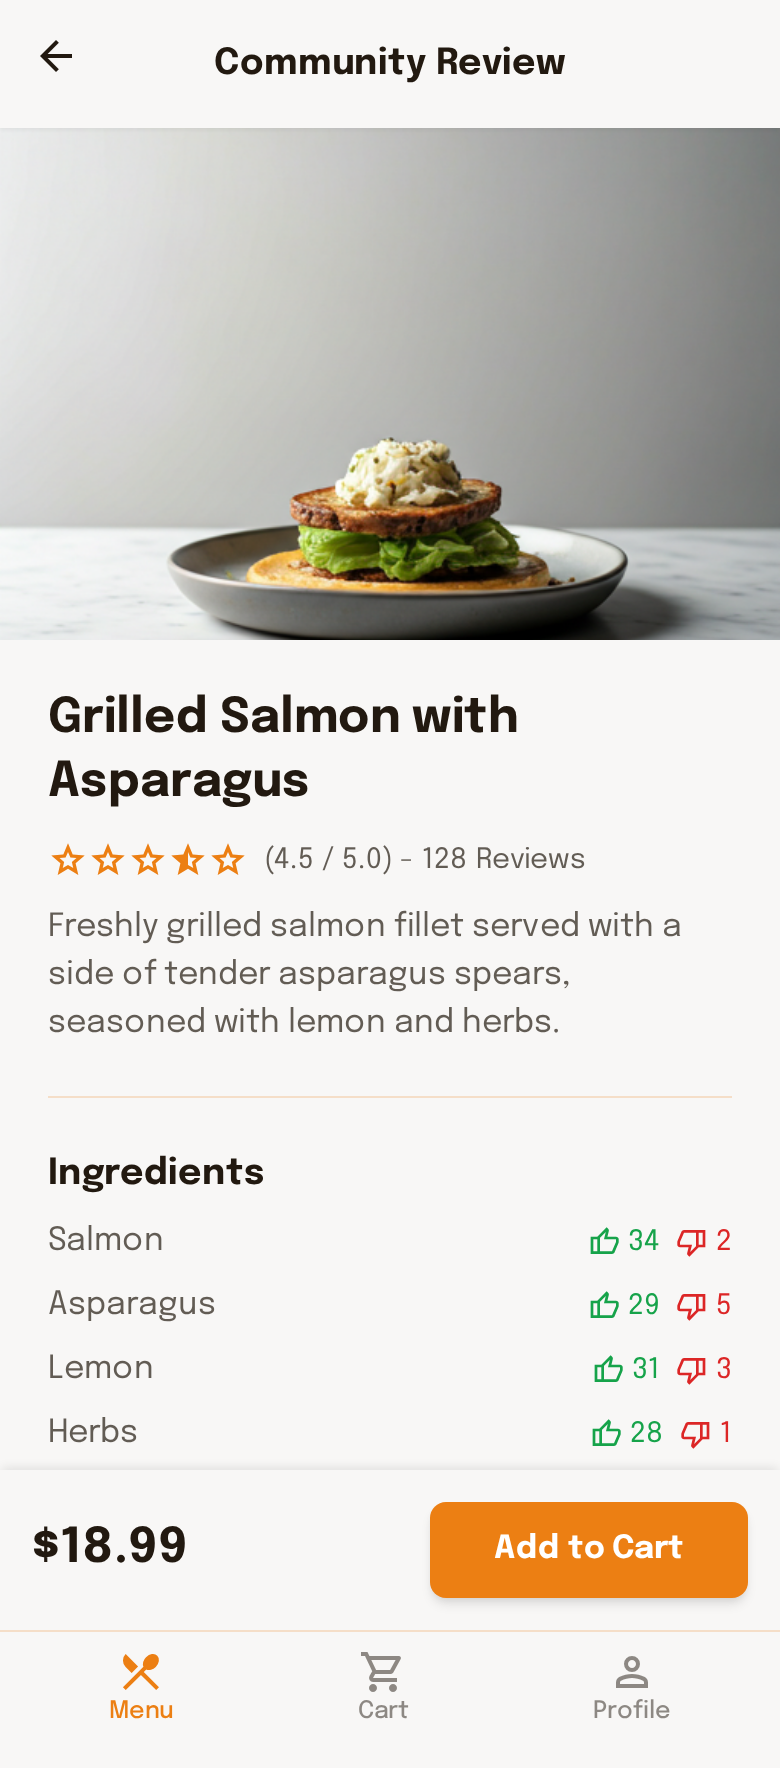 Community Review
Grilled Salmon with
Asparagus
(4.5 / 5.0) - 128 Reviews
Freshly grilled salmon fillet served with a
side of tender asparagus spears,
seasoned with lemon and herbs.
Ingredients
Salmon 34 2
Asparagus 29 5
Lemon 31 3
Herbs 28 1
$18.99 Add to Cart
Menu Cart Profile